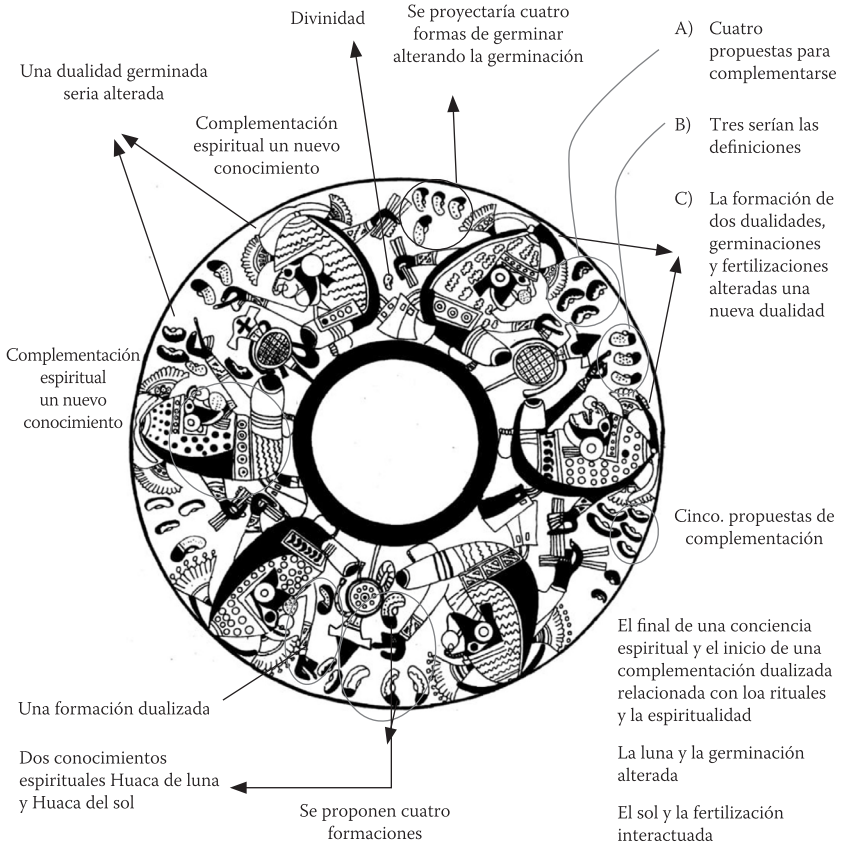 Divinidad
Se proyectaría cuatro
formas de germinar
alterando la germinación
A) Cuatro
propuestas para
complementarse
Una dualidad germinada
seria alterada
Complementación
espiritual un nuevo
conocimiento
B) Tres serían las
definiciones
C) La formación de
dos dualidades,
germinaciones
y fertilizaciones
alteradas una
nueva dualidad
Complementación
espiritual
un nuevo
conocimiento
Cinco. propuestas de
complementación
El final de una conciencia
espiritual y el inicio de una
complementación dualizada
relacionada con loa rituales
y la espiritualidad
Una formación dualizada
La luna y la germinación
alterada
Dos conocimientos
espirituales Huaca de luna
y Huaca del sol
Se proponen cuatro
formaciones
El sol y la fertilización
interactuada